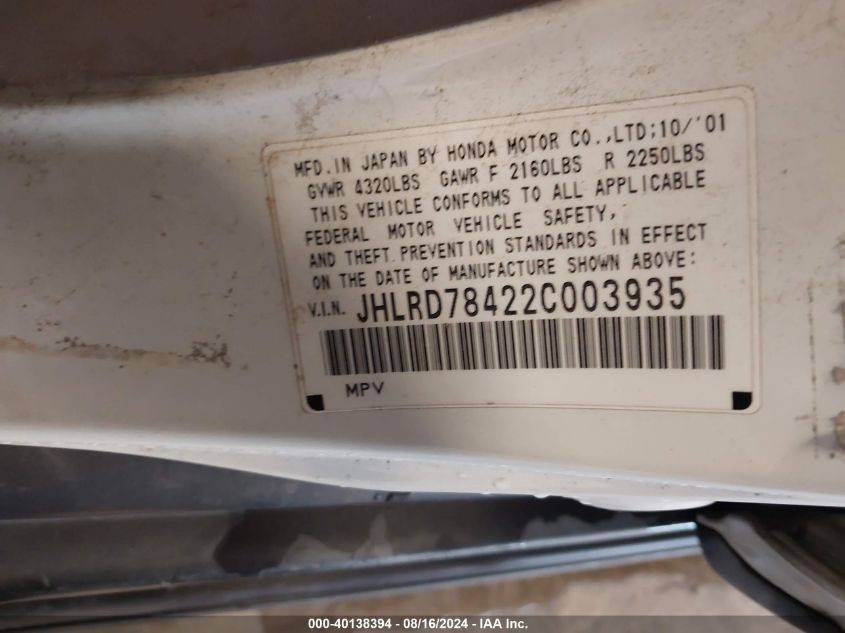 MFD.IN JAPAN BY HONDA MOTOR CO.,LTD;10/'01
GVWR 4320LBS GAWR F 2160LBS R 2250LBS
THIS VEHICLE CONFORMS TO ALL APPLICABLE
FEDERAL MOTOR VEHICLE SAFETY,
AND THEFT PREVENTION STANDARDS IN EFFECT
ON THE DATE OF MANUFACTURE SHOWN ABOVE:
V.I.N. JHLRD78422C003935
MPV
000-40138394 - 08/16/2024 - IAA Inc.